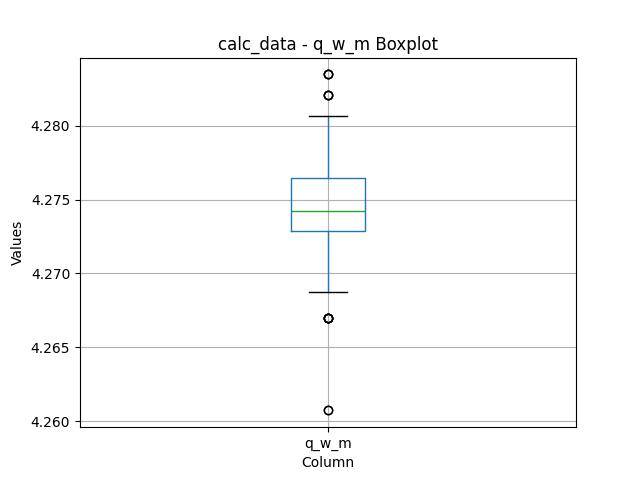 calc_data - q_w_m Boxplot
4.280
4.275
4.270
4.265
4.260
Values
q_w_m
Column